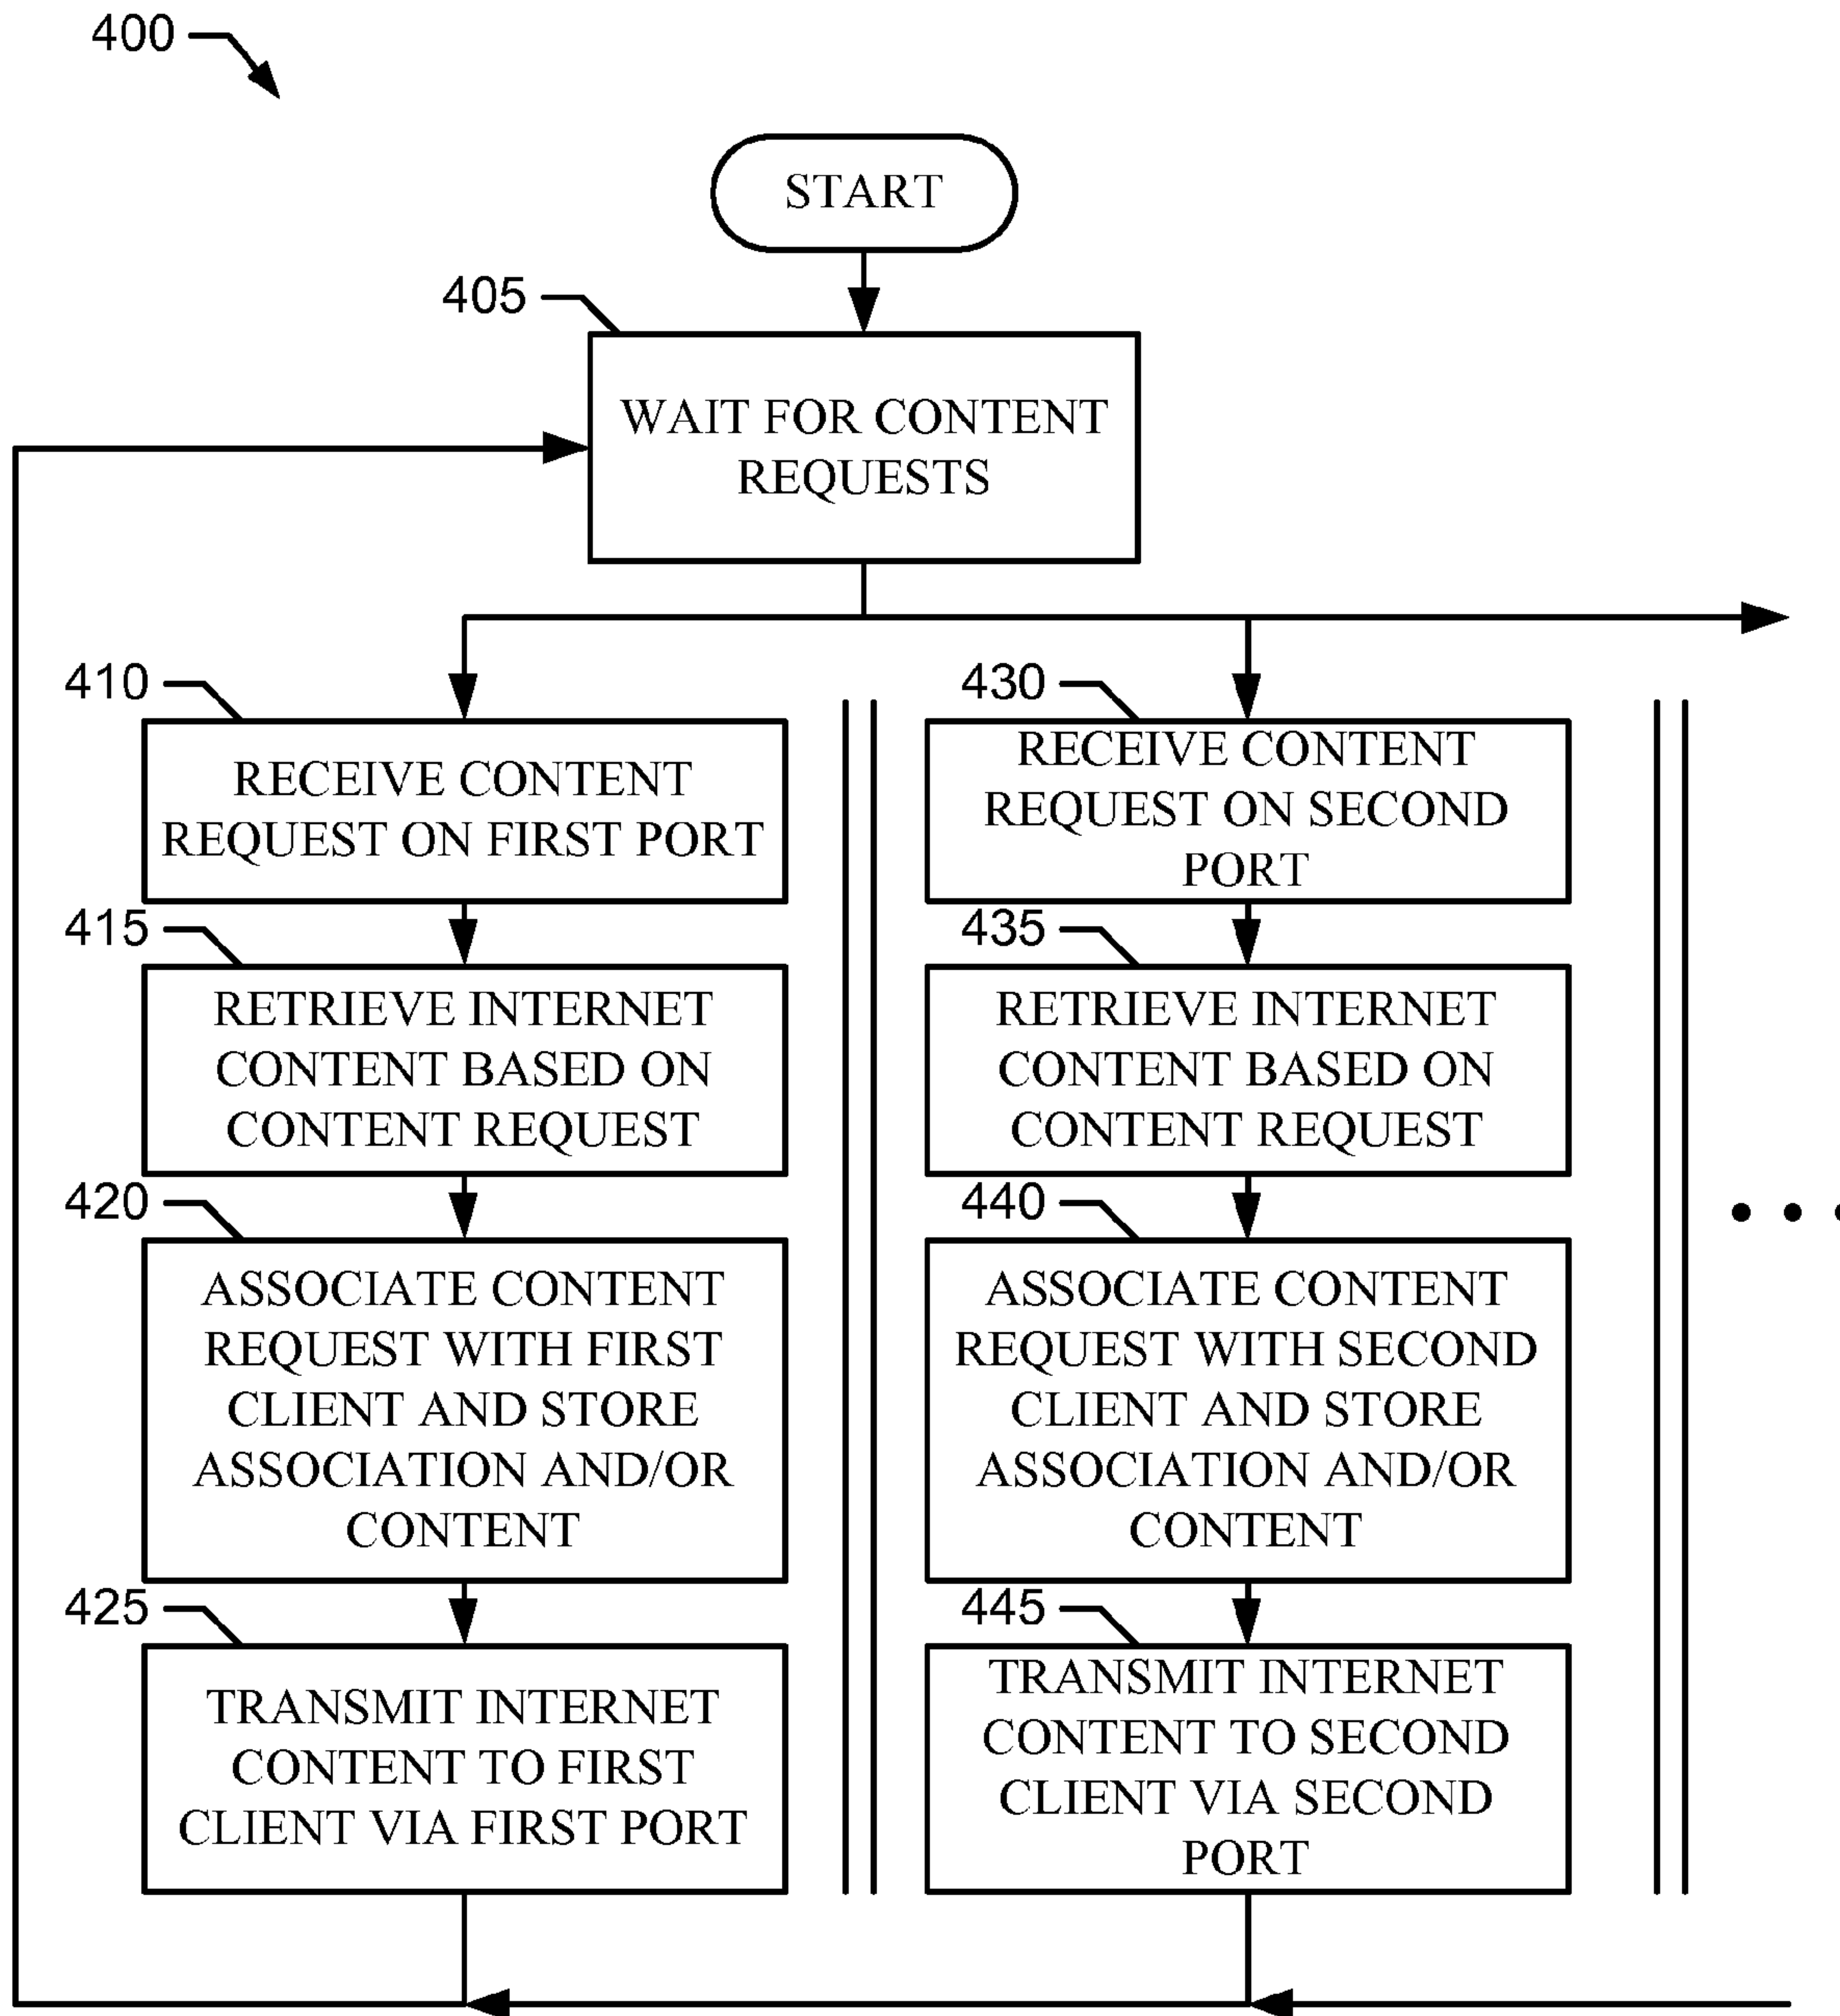 400
START
405
WAIT FOR CONTENT
REQUESTS
410
RECEIVE CONTENT
REQUEST ON FIRST PORT
415
RETRIEVE INTERNET
CONTENT BASED ON
CONTENT REQUEST
420
ASSOCIATE CONTENT
REQUEST WITH FIRST
CLIENT AND STORE
ASSOCIATION AND/OR
CONTENT
425
TRANSMIT INTERNET
CONTENT TO FIRST
CLIENT VIA FIRST PORT
430
RECEIVE CONTENT
REQUEST ON SECOND
PORT
435
RETRIEVE INTERNET
CONTENT BASED ON
CONTENT REQUEST
440
ASSOCIATE CONTENT
REQUEST WITH SECOND
CLIENT AND STORE
ASSOCIATION AND/OR
CONTENT
445
TRANSMIT INTERNET
CONTENT TO SECOND
CLIENT VIA SECOND
PORT